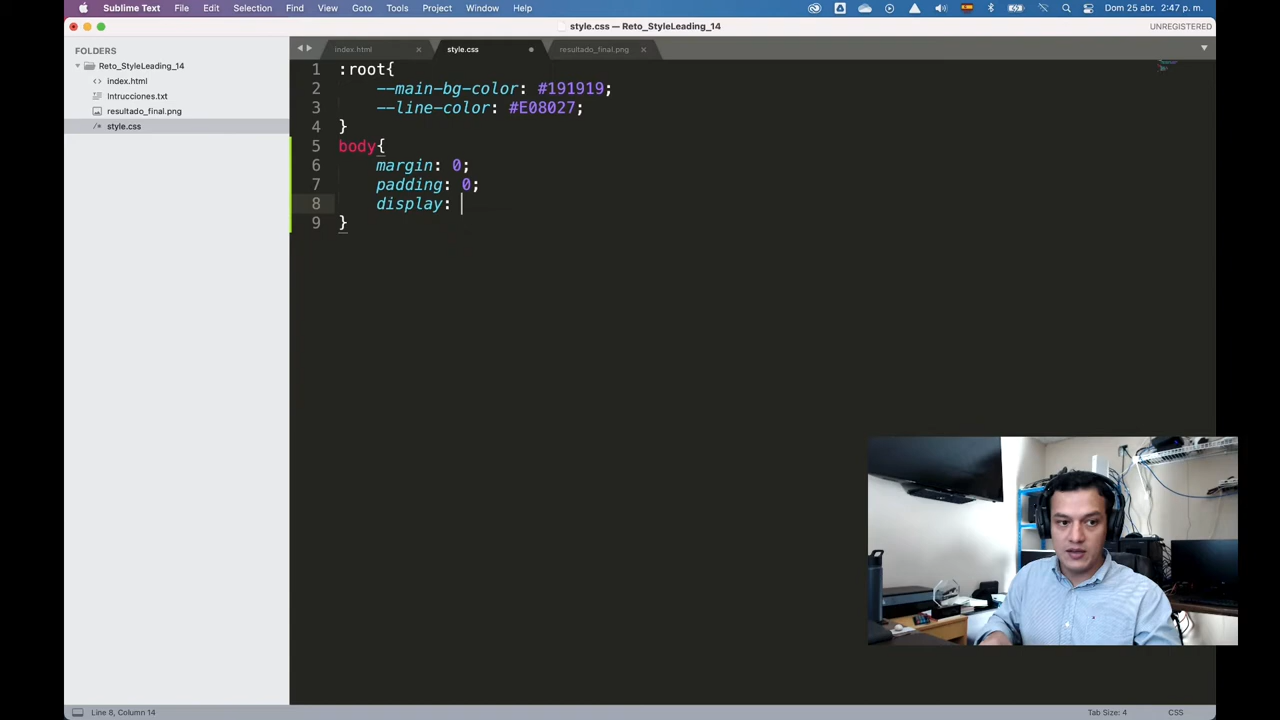 Sublime Text File Edit Selection Find View Goto Tools Project Window Help Dom 25 abr. 2:47 p. m.
style.css — Reto_StyleLeading_14 UNREGISTERED
FOLDERS
Reto_StyleLeading_14
index.html
Intrucciones.txt
resultado_final.png
style.css
index.html style.css resultado_final.png
1 :root{
2 --main-bg-color: #191919;
3 --line-color: #E08027;
4 }
5 body{
6 margin: 0;
7 padding: 0;
8 display:
9 }
Line 8, Column 14 Tab Size: 4 CSS